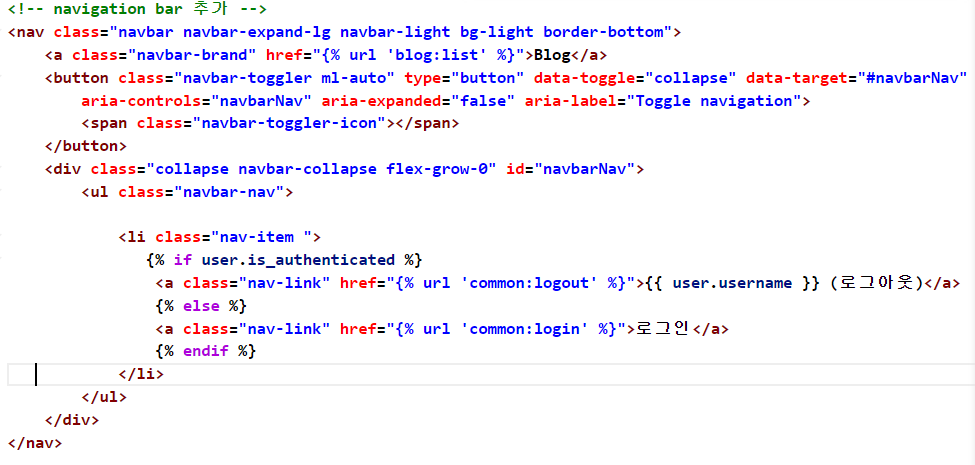 <!-- navigation bar 추가 -->
<nav class="navbar navbar-expand-lg navbar-light bg-light border-bottom">
    <a class="navbar-brand" href="{% url 'blog:list' %}">Blog</a>
    <button class="navbar-toggler ml-auto" type="button" data-toggle="collapse" data-target="#navbarNav"
        aria-controls="navbarNav" aria-expanded="false" aria-label="Toggle navigation">
        <span class="navbar-toggler-icon"></span>
    </button>
    <div class="collapse navbar-collapse flex-grow-0" id="navbarNav">
        <ul class="navbar-nav">
            <li class="nav-item ">
               {% if user.is_authenticated %}
                <a class="nav-link" href="{% url 'common:logout' %}">{{ user.username }} (로그아웃)</a>
                {% else %}
                <a class="nav-link" href="{% url 'common:login' %}">로그인</a>
                {% endif %}
            </li>
        </ul>
    </div>
</nav>